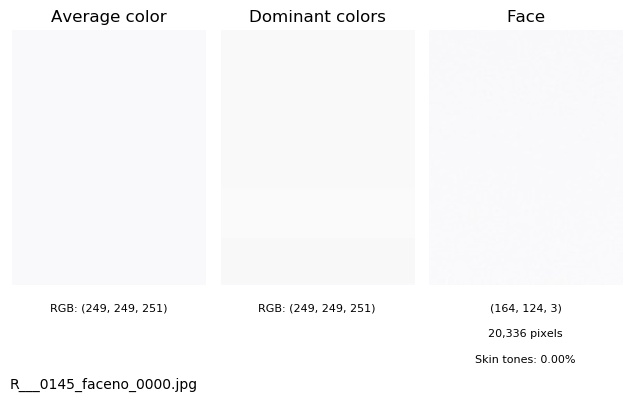 Average color
Dominant colors
Face
RGB: (249, 249, 251)
RGB: (249, 249, 251)
(164, 124, 3)
20,336 pixels
Skin tones: 0.00%
R___0145_faceno_0000.jpg